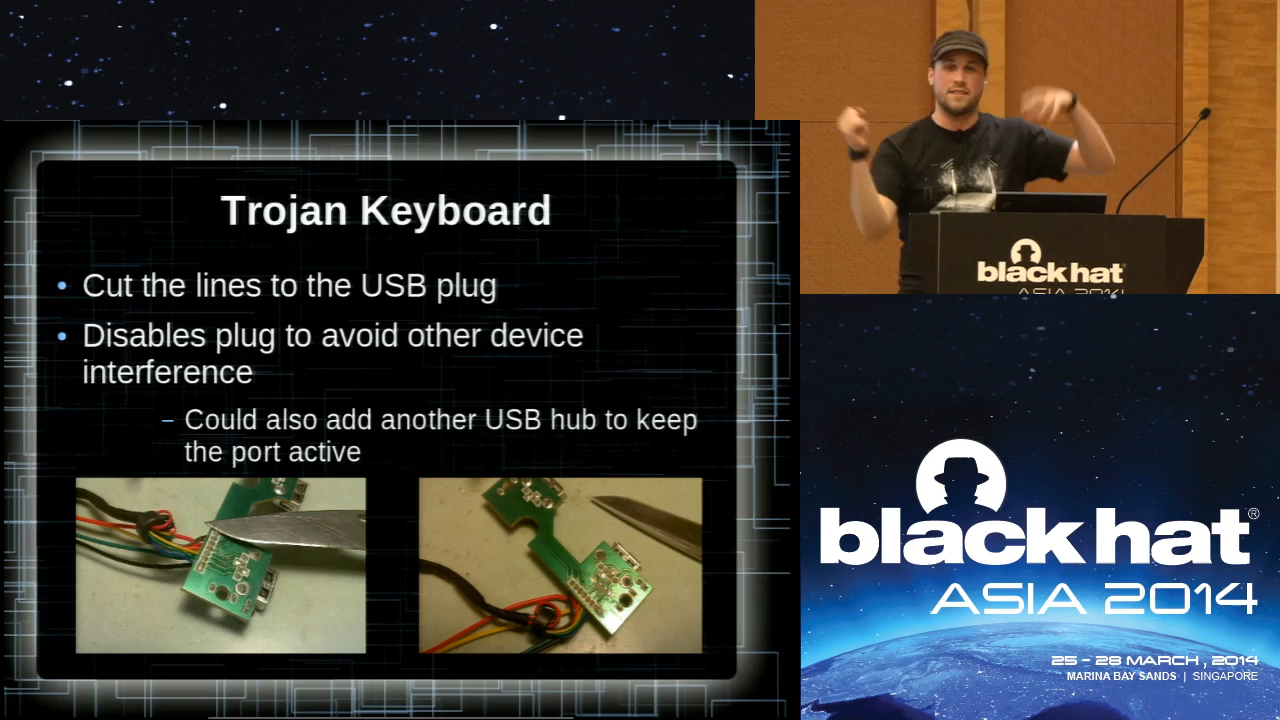 Trojan Keyboard
• Cut the lines to the USB plug
• Disables plug to avoid other device
interference
– Could also add another USB hub to keep
the port active
black hat
ASIA 2014
black hat®
ASIA 2014
25 - 28 MARCH , 2014
MARINA BAY SANDS | SINGAPORE